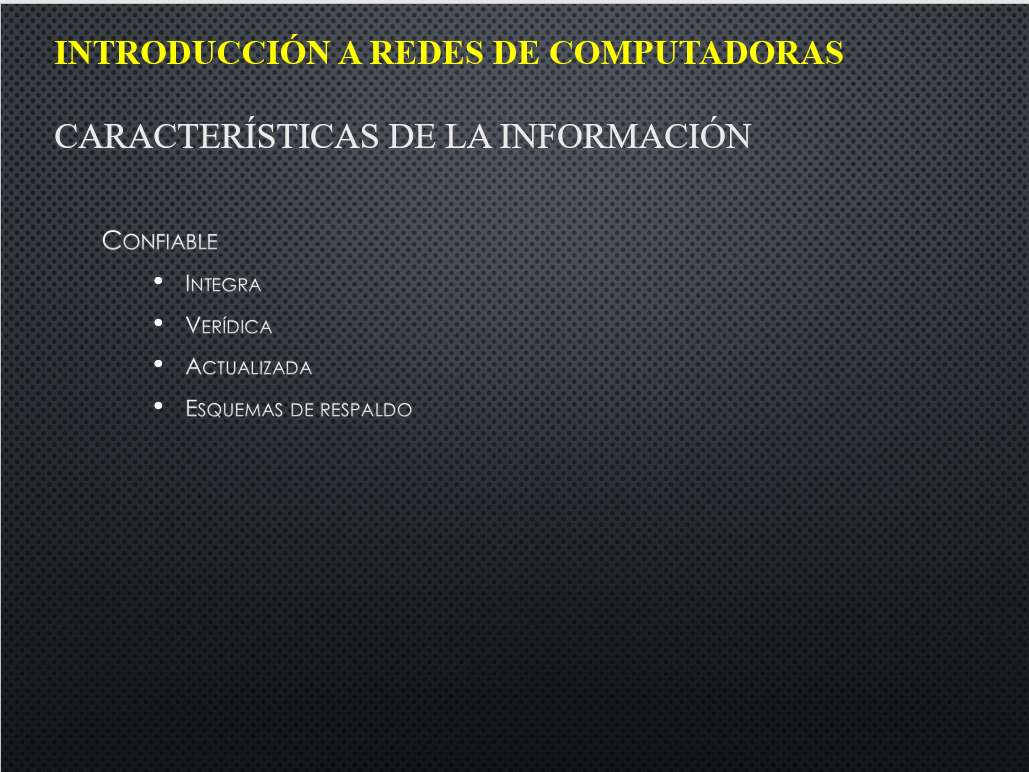 INTRODUCCIÓN A REDES DE COMPUTADORAS
CARACTERÍSTICAS DE LA INFORMACIÓN
CONFIABLE
• INTEGRA
• VERÍDICA
• ACTUALIZADA
• ESQUEMAS DE RESPALDO